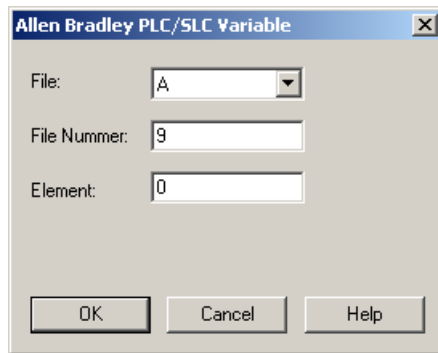 Allen Bradley PLC/SLC Variable
File: A
File Nummer: 9
Element: 0
OK Cancel Help